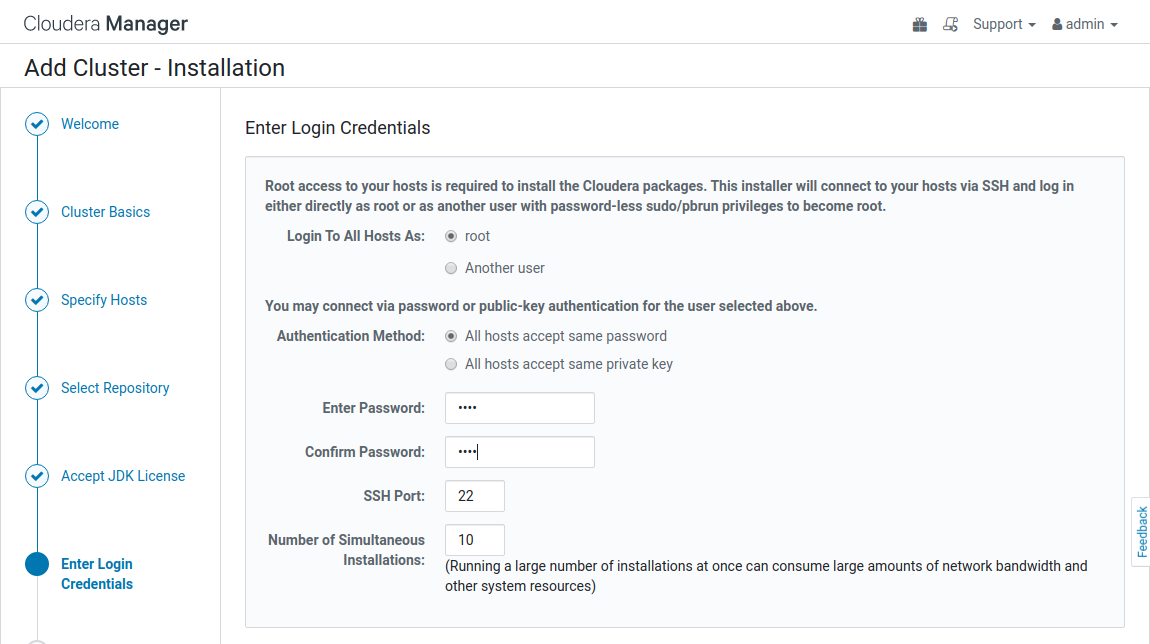 Cloudera Manager
Support
admin
Add Cluster - Installation
Welcome
Cluster Basics
Specify Hosts
Select Repository
Accept JDK License
Enter Login
Credentials
Enter Login Credentials
Root access to your hosts is required to install the Cloudera packages. This installer will connect to your hosts via SSH and log in
either directly as root or as another user with password-less sudo/pbrun privileges to become root.
Login To All Hosts As:
root
Another user
You may connect via password or public-key authentication for the user selected above.
Authentication Method:
All hosts accept same password
All hosts accept same private key
Enter Password:
••••
Confirm Password:
••••
SSH Port:
22
Number of Simultaneous
Installations:
10
(Running a large number of installations at once can consume large amounts of network bandwidth and
other system resources)
Feedback